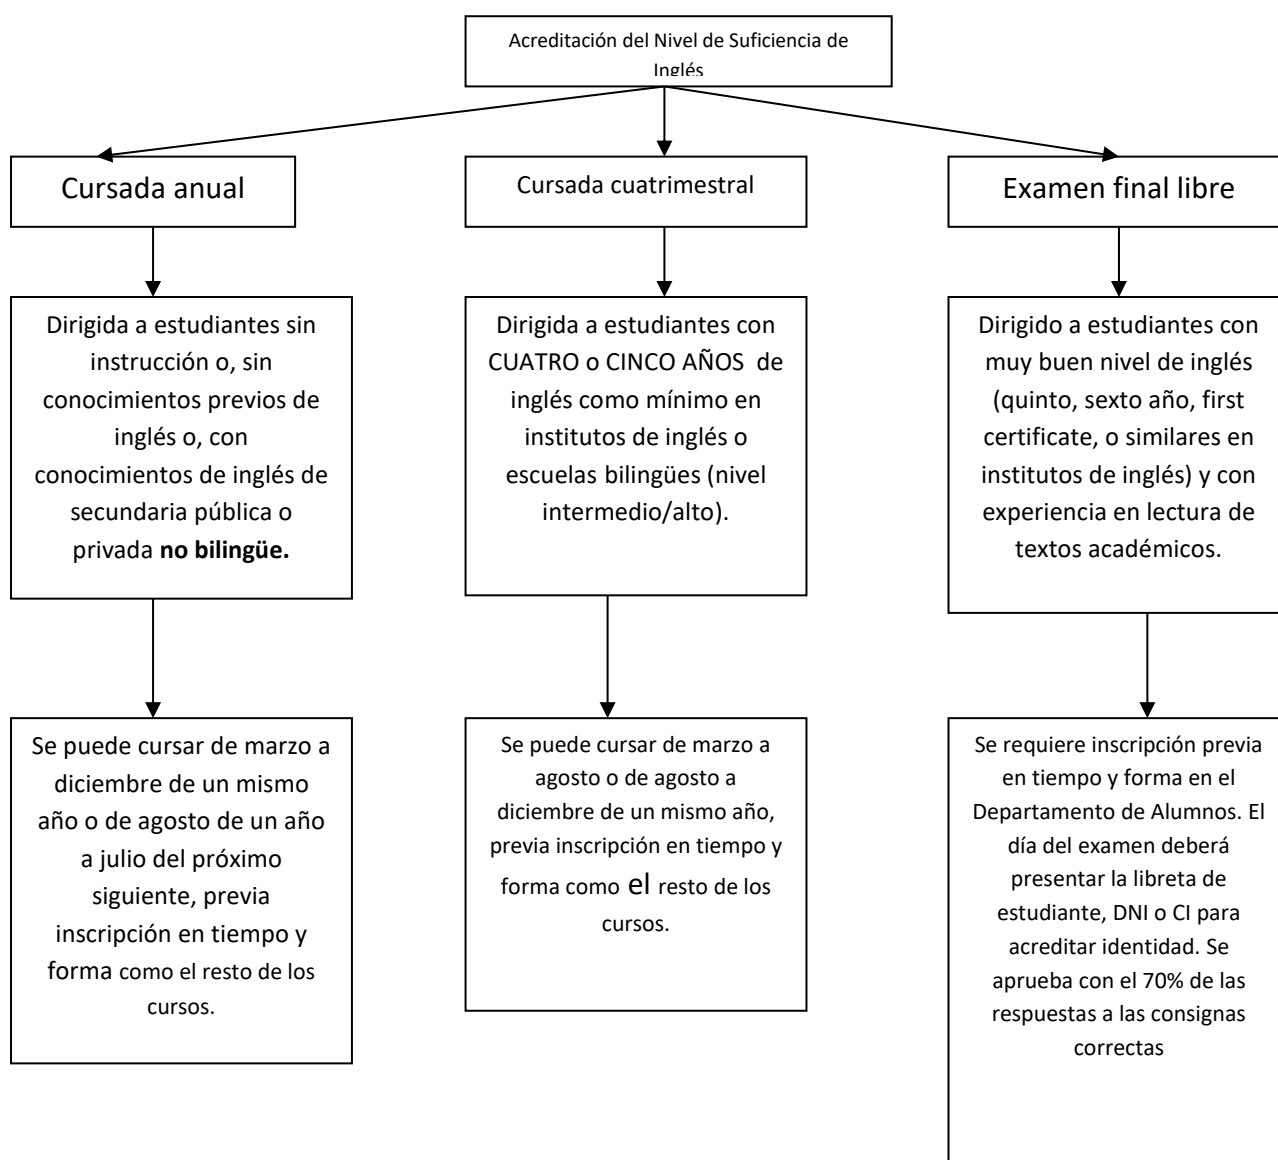 Acreditación del Nivel de Suficiencia de
Inglés
Cursada anual
Cursada cuatrimestral
Examen final libre
Dirigida a estudiantes sin
instrucción o, sin
conocimientos previos de
inglés o, con
conocimientos de inglés de
secundaria pública o
privada no bilingüe.
Dirigida a estudiantes con
CUATRO o CINCO AÑOS  de
inglés como mínimo en
institutos de inglés o
escuelas bilingües (nivel
intermedio/alto).
Dirigido a estudiantes con
muy buen nivel de inglés
(quinto, sexto año, first
certificate, o similares en
institutos de inglés) y con
experiencia en lectura de
textos académicos.
Se puede cursar de marzo a
diciembre de un mismo
año o de agosto de un año
a julio del próximo
siguiente, previa
inscripción en tiempo y
forma como el resto de los
cursos.
Se puede cursar de marzo a
agosto o de agosto a
diciembre de un mismo año,
previa inscripción en tiempo y
forma como el resto de los
cursos.
Se requiere inscripción previa
en tiempo y forma en el
Departamento de Alumnos. El
día del examen deberá
presentar la libreta de
estudiante, DNI o CI para
acreditar identidad. Se
aprueba con el 70% de las
respuestas a las consignas
correctas